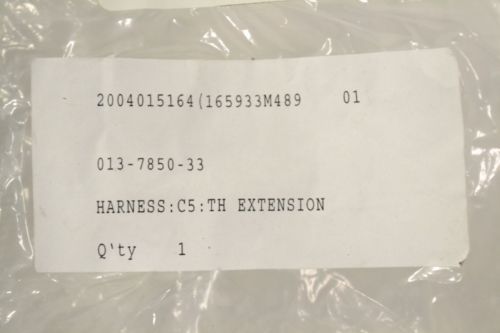 2004015164(165933M489 01
013-7850-33
HARNESS:C5:TH EXTENSION
Q'ty 1